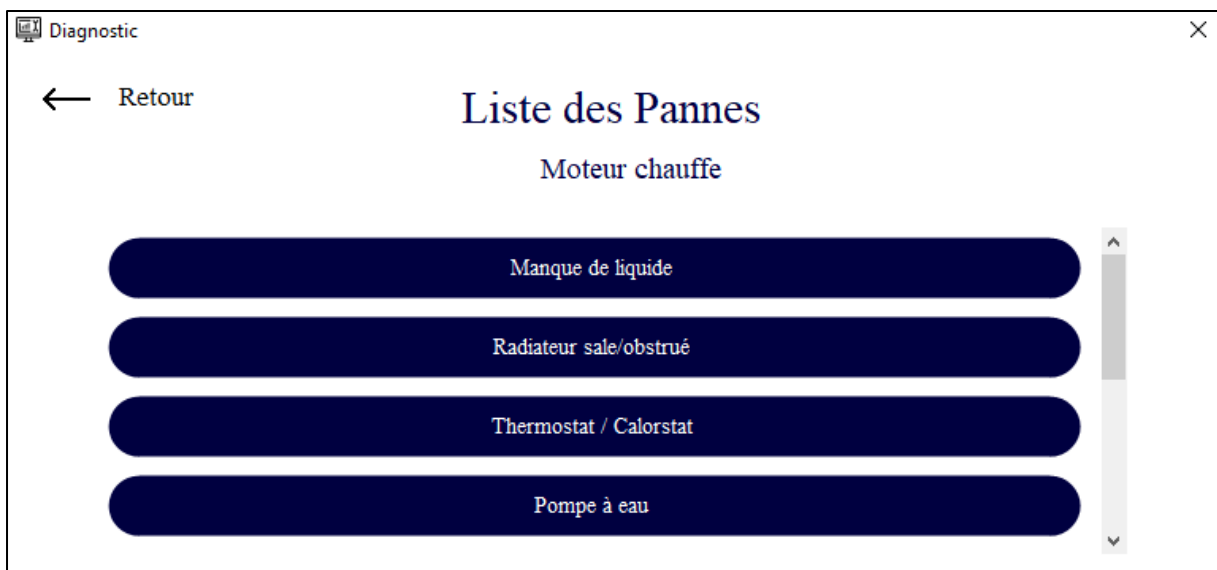 Diagnostic
Retour
Liste des Pannes
Moteur chauffe
Manque de liquide
Radiateur sale/obstrué
Thermostat / Calorstat
Pompe à eau